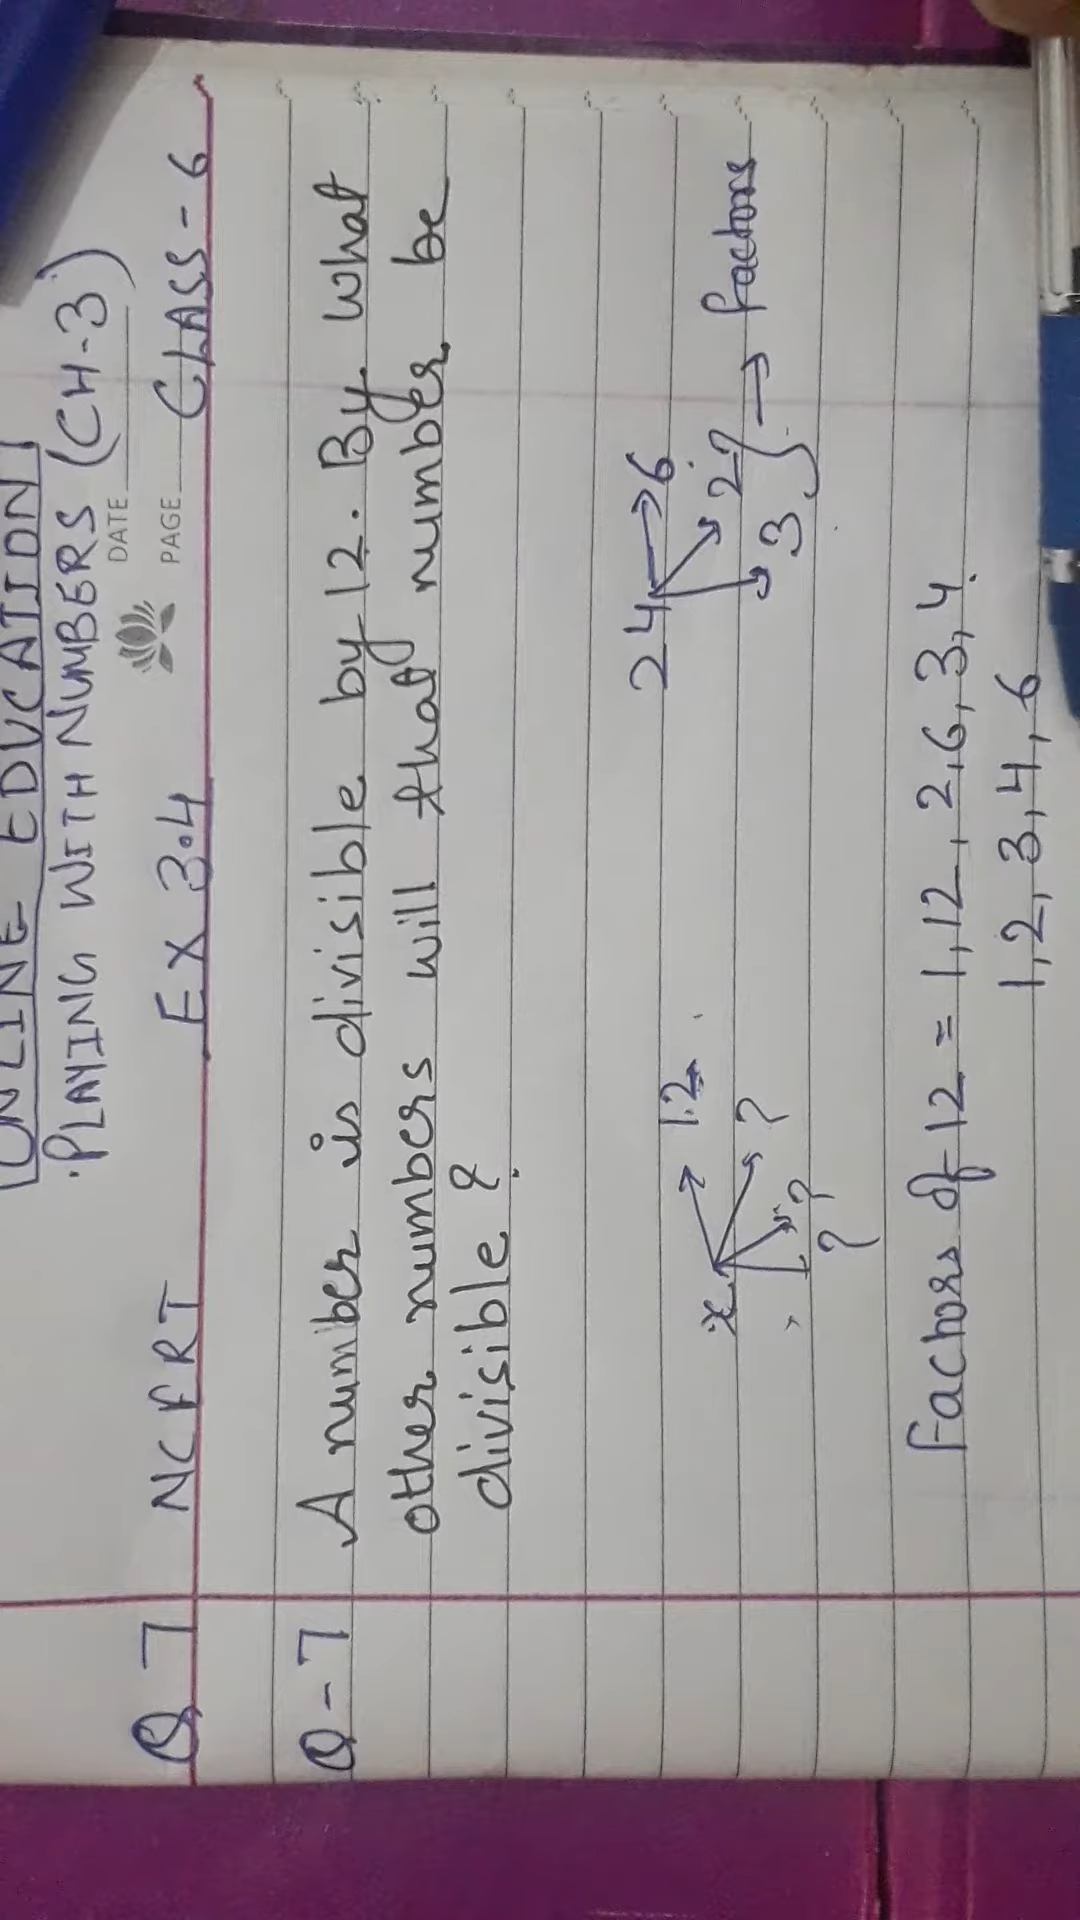 ONLINE EDUCATION
PLAYING WITH NUMBERS (CH-3)
DATE
PAGE
Q 7 NCERT EX 3.4 CLASS - 6
Q-7 A number is divisible by 12. By what
other numbers will that number be
divisible ?
24 6
x 12 2 factors
? ? 3
?
Factors of 12 = 1, 12, 2, 6, 3, 4.
1, 2, 3, 4, 6